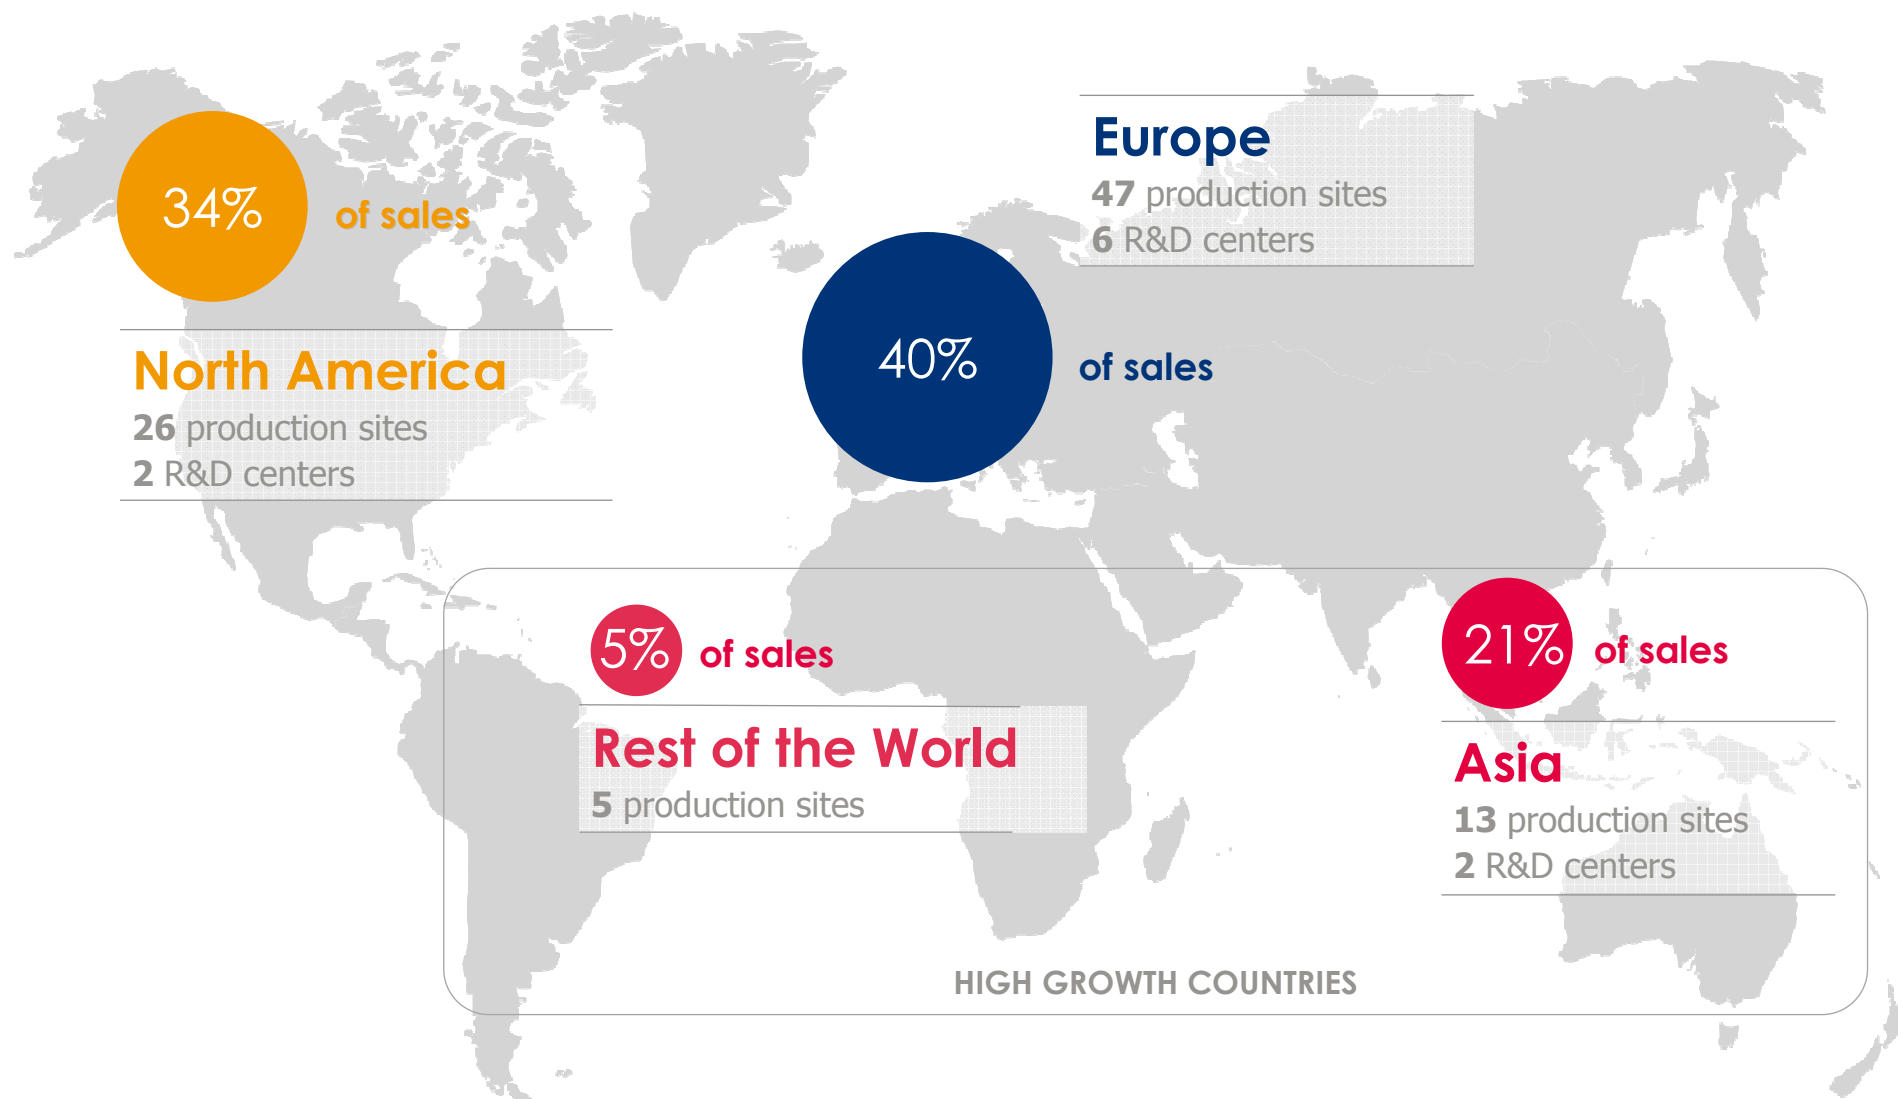 34%
of sales
North America
26 production sites
2 R&D centers
Europe
47 production sites
6 R&D centers
40%
of sales
5%
of sales
Rest of the World
5 production sites
21%
of sales
Asia
13 production sites
2 R&D centers
HIGH GROWTH COUNTRIES